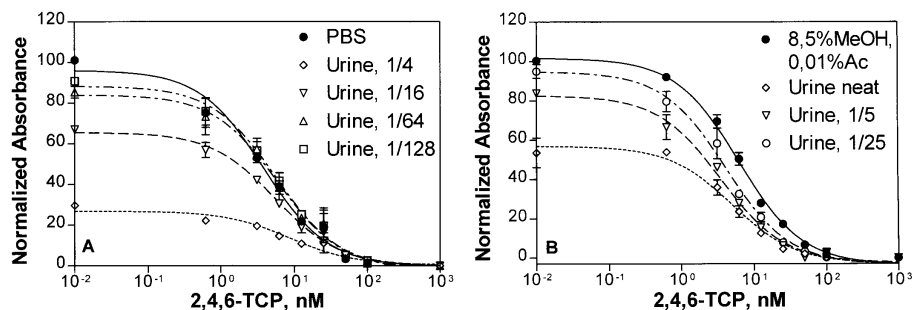 Normalized Absorbance
120
100
80
60
40
20
0
A
PBS
Urine, 1/4
Urine, 1/16
Urine, 1/64
Urine, 1/128
10⁻² 10⁻¹ 10⁰ 10¹ 10² 10³
2,4,6-TCP, nM
Normalized Absorbance
120
100
80
60
40
20
0
B
8,5%MeOH,
0,01%Ac
Urine neat
Urine, 1/5
Urine, 1/25
10⁻² 10⁻¹ 10⁰ 10¹ 10² 10³
2,4,6-TCP, nM